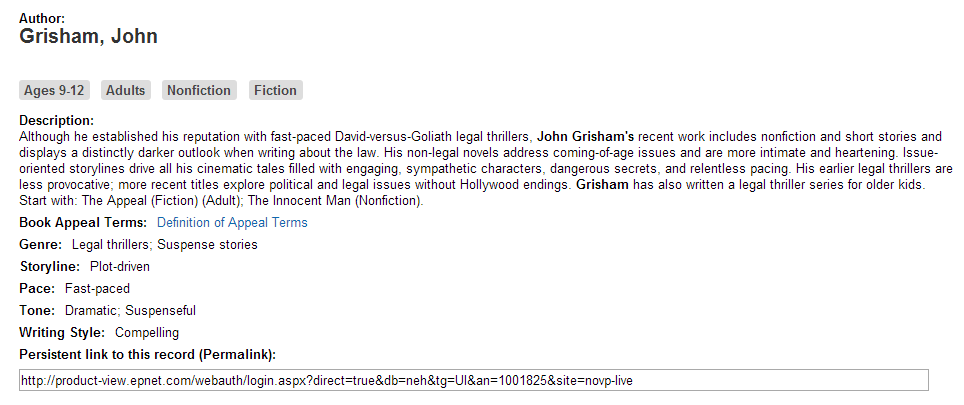 Author:
Grisham, John
Ages 9-12 Adults Nonfiction Fiction
Description:
Although he established his reputation with fast-paced David-versus-Goliath legal thrillers, John Grisham's recent work includes nonfiction and short stories and
displays a distinctly darker outlook when writing about the law. His non-legal novels address coming-of-age issues and are more intimate and heartening. Issue-
oriented storylines drive all his cinematic tales filled with engaging, sympathetic characters, dangerous secrets, and relentless pacing. His earlier legal thrillers are
less provocative; more recent titles explore political and legal issues without Hollywood endings. Grisham has also written a legal thriller series for older kids.
Start with: The Appeal (Fiction) (Adult); The Innocent Man (Nonfiction).
Book Appeal Terms: Definition of Appeal Terms
Genre: Legal thrillers; Suspense stories
Storyline: Plot-driven
Pace: Fast-paced
Tone: Dramatic; Suspenseful
Writing Style: Compelling
Persistent link to this record (Permalink):
http://product-view.epnet.com/webauth/login.aspx?direct=true&db=neh&tg=UI&an=1001825&site=novp-live